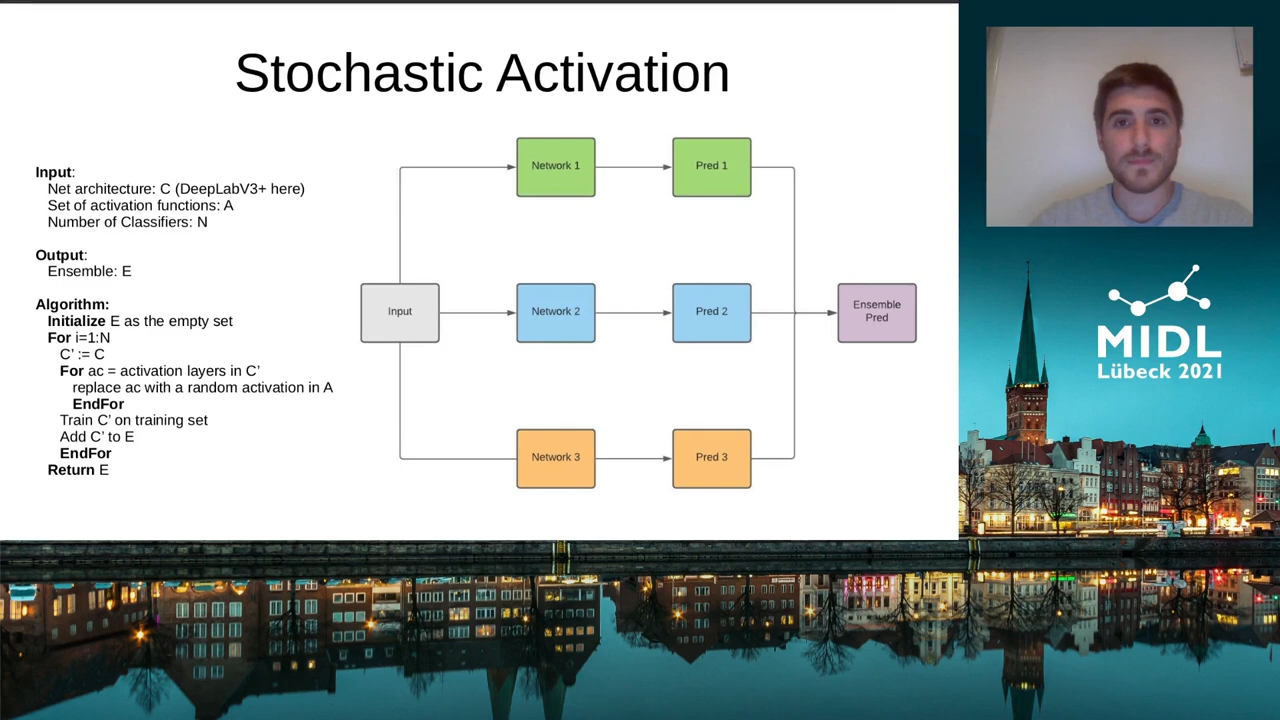 Stochastic Activation
Input:
Net architecture: C (DeepLabV3+ here)
Set of activation functions: A
Number of Classifiers: N
Output:
Ensemble: E
Algorithm:
Initialize E as the empty set
For i=1:N
C' := C
For ac = activation layers in C'
replace ac with a random activation in A
EndFor
Train C' on training set
Add C' to E
EndFor
Return E
Network 1
Pred 1
Input
Network 2
Pred 2
Ensemble
Pred
Network 3
Pred 3
MIDL
Lübeck 2021